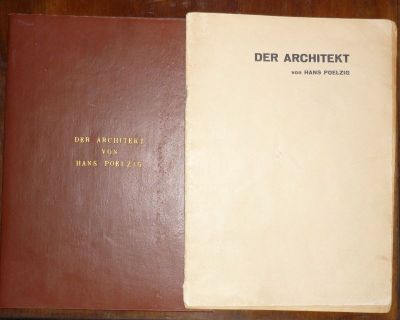 DER ARCHITEKT
VON
HANS POELZIG
DER ARCHITEKT
VON HANS POELZIG